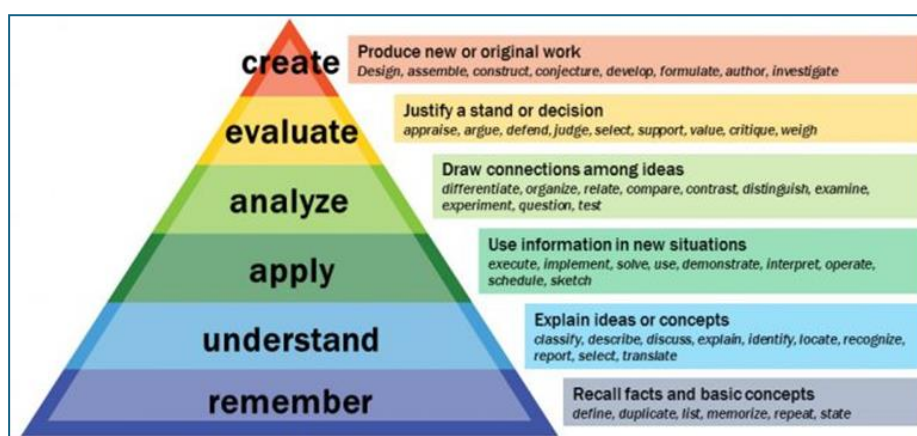 create
Produce new or original work
Design, assemble, construct, conjecture, develop, formulate, author, investigate
evaluate
Justify a stand or decision
appraise, argue, defend, judge, select, support, value, critique, weigh
analyze
Draw connections among ideas
differentiate, organize, relate, compare, contrast, distinguish, examine,
experiment, question, test
apply
Use information in new situations
execute, implement, solve, use, demonstrate, interpret, operate,
schedule, sketch
understand
Explain ideas or concepts
classify, describe, discuss, explain, identify, locate, recognize,
report, select, translate
remember
Recall facts and basic concepts
define, duplicate, list, memorize, repeat, state